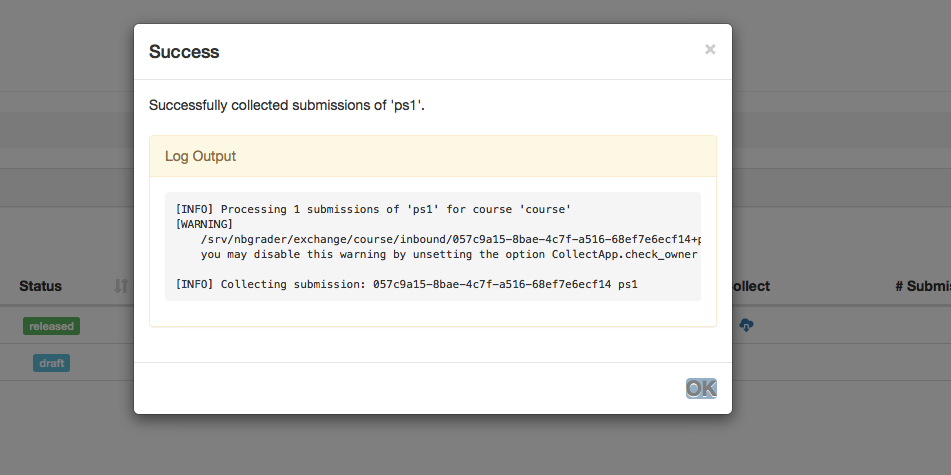 Success
×
Successfully collected submissions of 'ps1'.
Log Output
[INFO] Processing 1 submissions of 'ps1' for course 'course'
[WARNING]
/srv/nbgrader/exchange/course/inbound/057c9a15-8bae-4c7f-a516-68ef7e6ecf14+p
you may disable this warning by unsetting the option CollectApp.check_owner
[INFO] Collecting submission: 057c9a15-8bae-4c7f-a516-68ef7e6ecf14 ps1
OK
Status
ollect
# Submis
released
draft